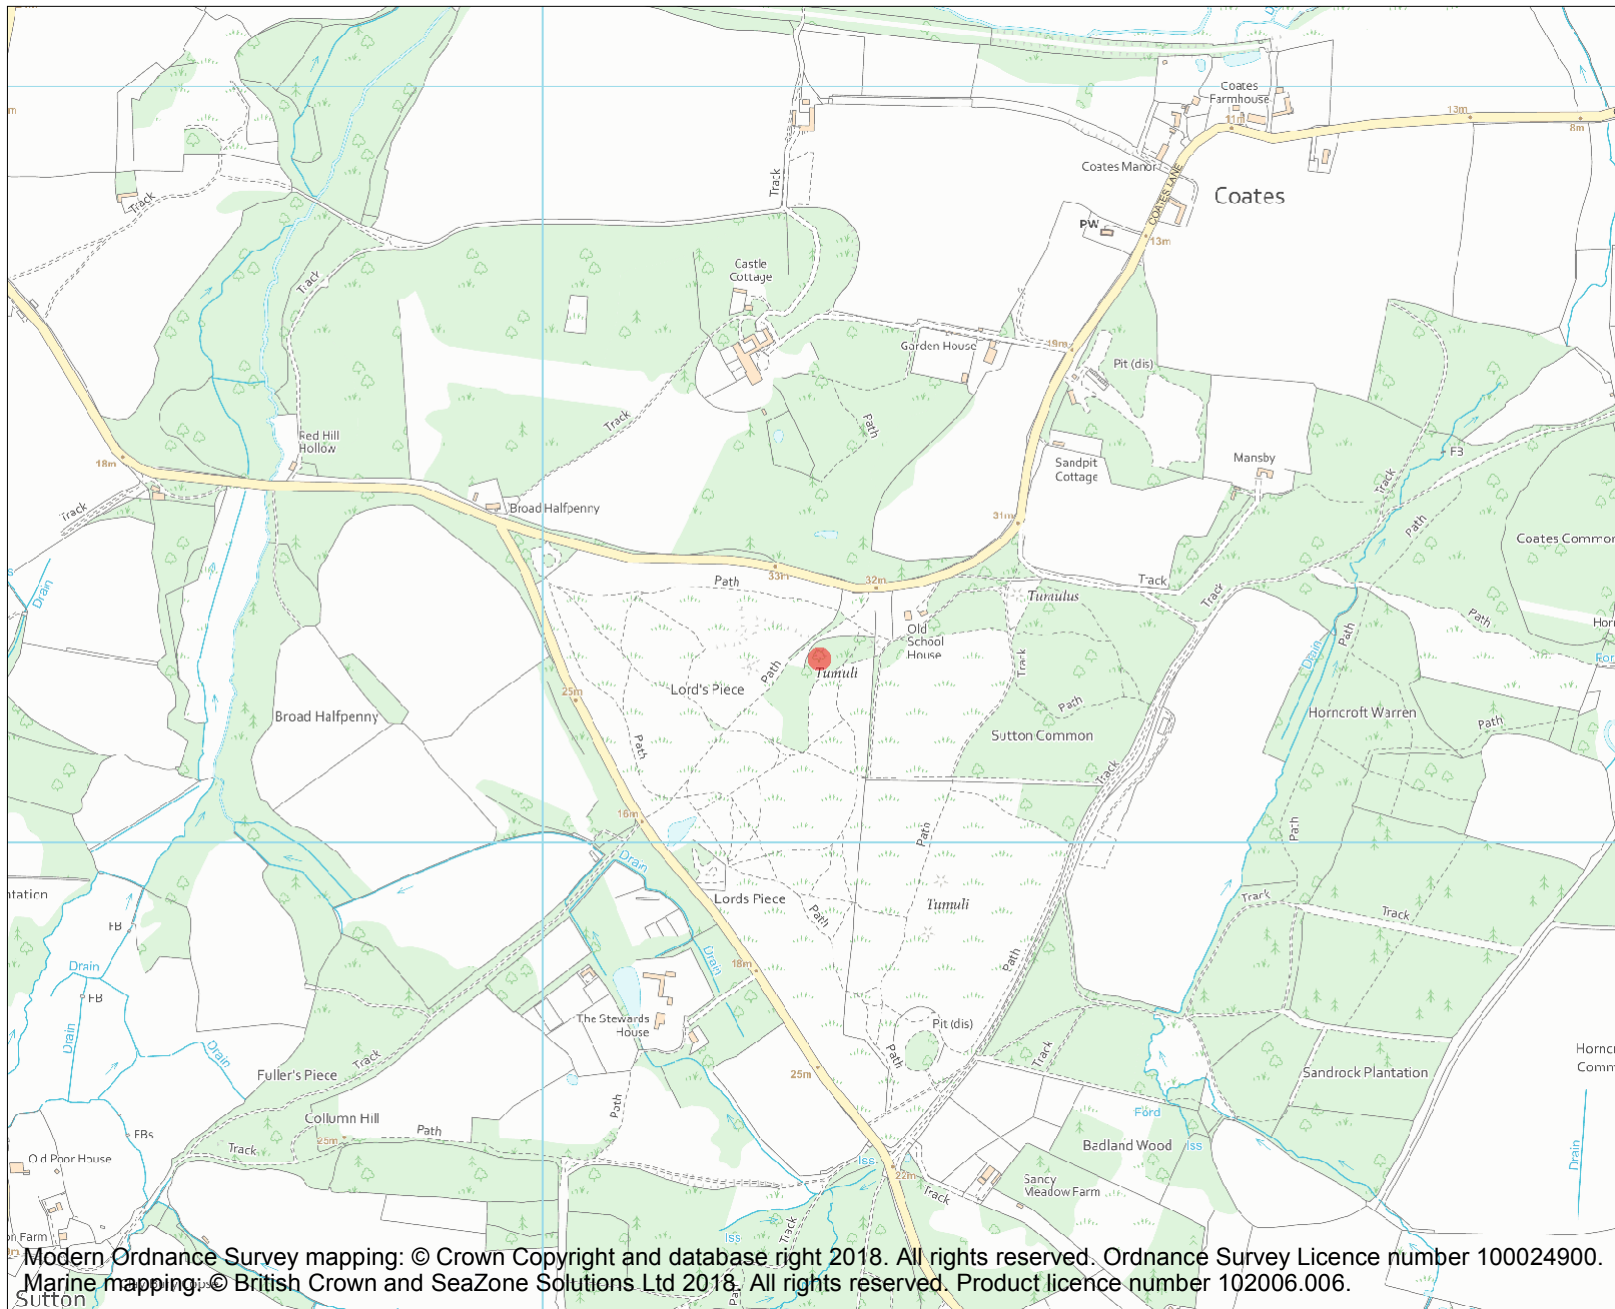 Coates
Farmhouse
13m
11m
8m
m
Coates Manor
COATES LANE
Coates
Track
Track
PW
13m
Castle
Cottage
Track
Garden House
19m
Pit (dis)
Path
Track
Red Hill
Hollow
18m
Sandpit
Cottage
Mansby
Track
Path
Broad Halfpenny
Track
31m
Coates Common
Drain
Path
33m
32m
Track
Track
Tumulus
Path
Old
School
House
Path
Drain
Track
Tumuli
Path
Lord's Piece
25m
Broad Halfpenny
Path
Sutton Common
Horncroft Warren
Path
Path
Track
16m
Path
Path
Drain
ntation
Lords Piece
Path
Tumuli
Track
Track
FB
Drain
FB
Drain
18m
Path
The Stewards
House
Pit (dis)
Drain
Drain
Track
Path
Track
25m
Fuller's Piece
Sandrock Plantation
Collumn Hill
25m
Path
Path
Ford
FBs
Track
Badland Wood
Iss
Old Poor House
Iss
22m
Track
Sancy
Meadow Farm
Drain
Iss
Track
on Farm
Modern Ordnance Survey mapping: © Crown Copyright and database right 2018. All rights reserved. Ordnance Survey Licence number 100024900.
Marine mapping: © British Crown and SeaZone Solutions Ltd 2018. All rights reserved. Product licence number 102006.006.
Sutton
Path